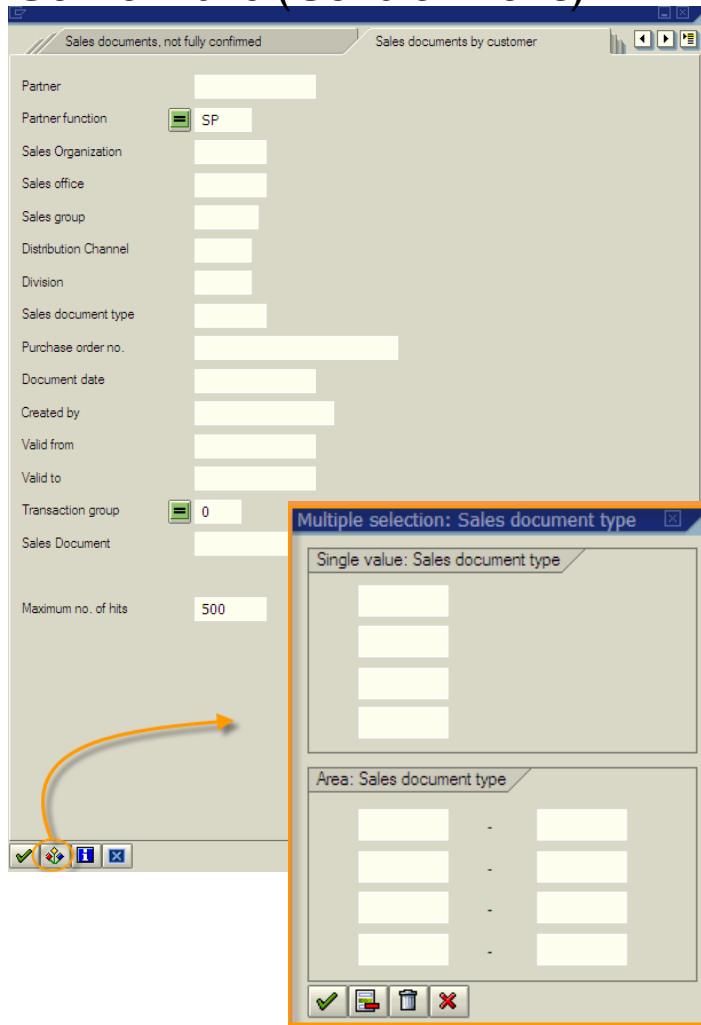 Sales documents, not fully confirmed
Sales documents by customer
Partner
Partner function = SP
Sales Organization
Sales office
Sales group
Distribution Channel
Division
Sales document type
Purchase order no.
Document date
Created by
Valid from
Valid to
Transaction group = 0
Sales Document
Maximum no. of hits 500
Multiple selection: Sales document type
Single value: Sales document type
Area: Sales document type
-
-
-
-